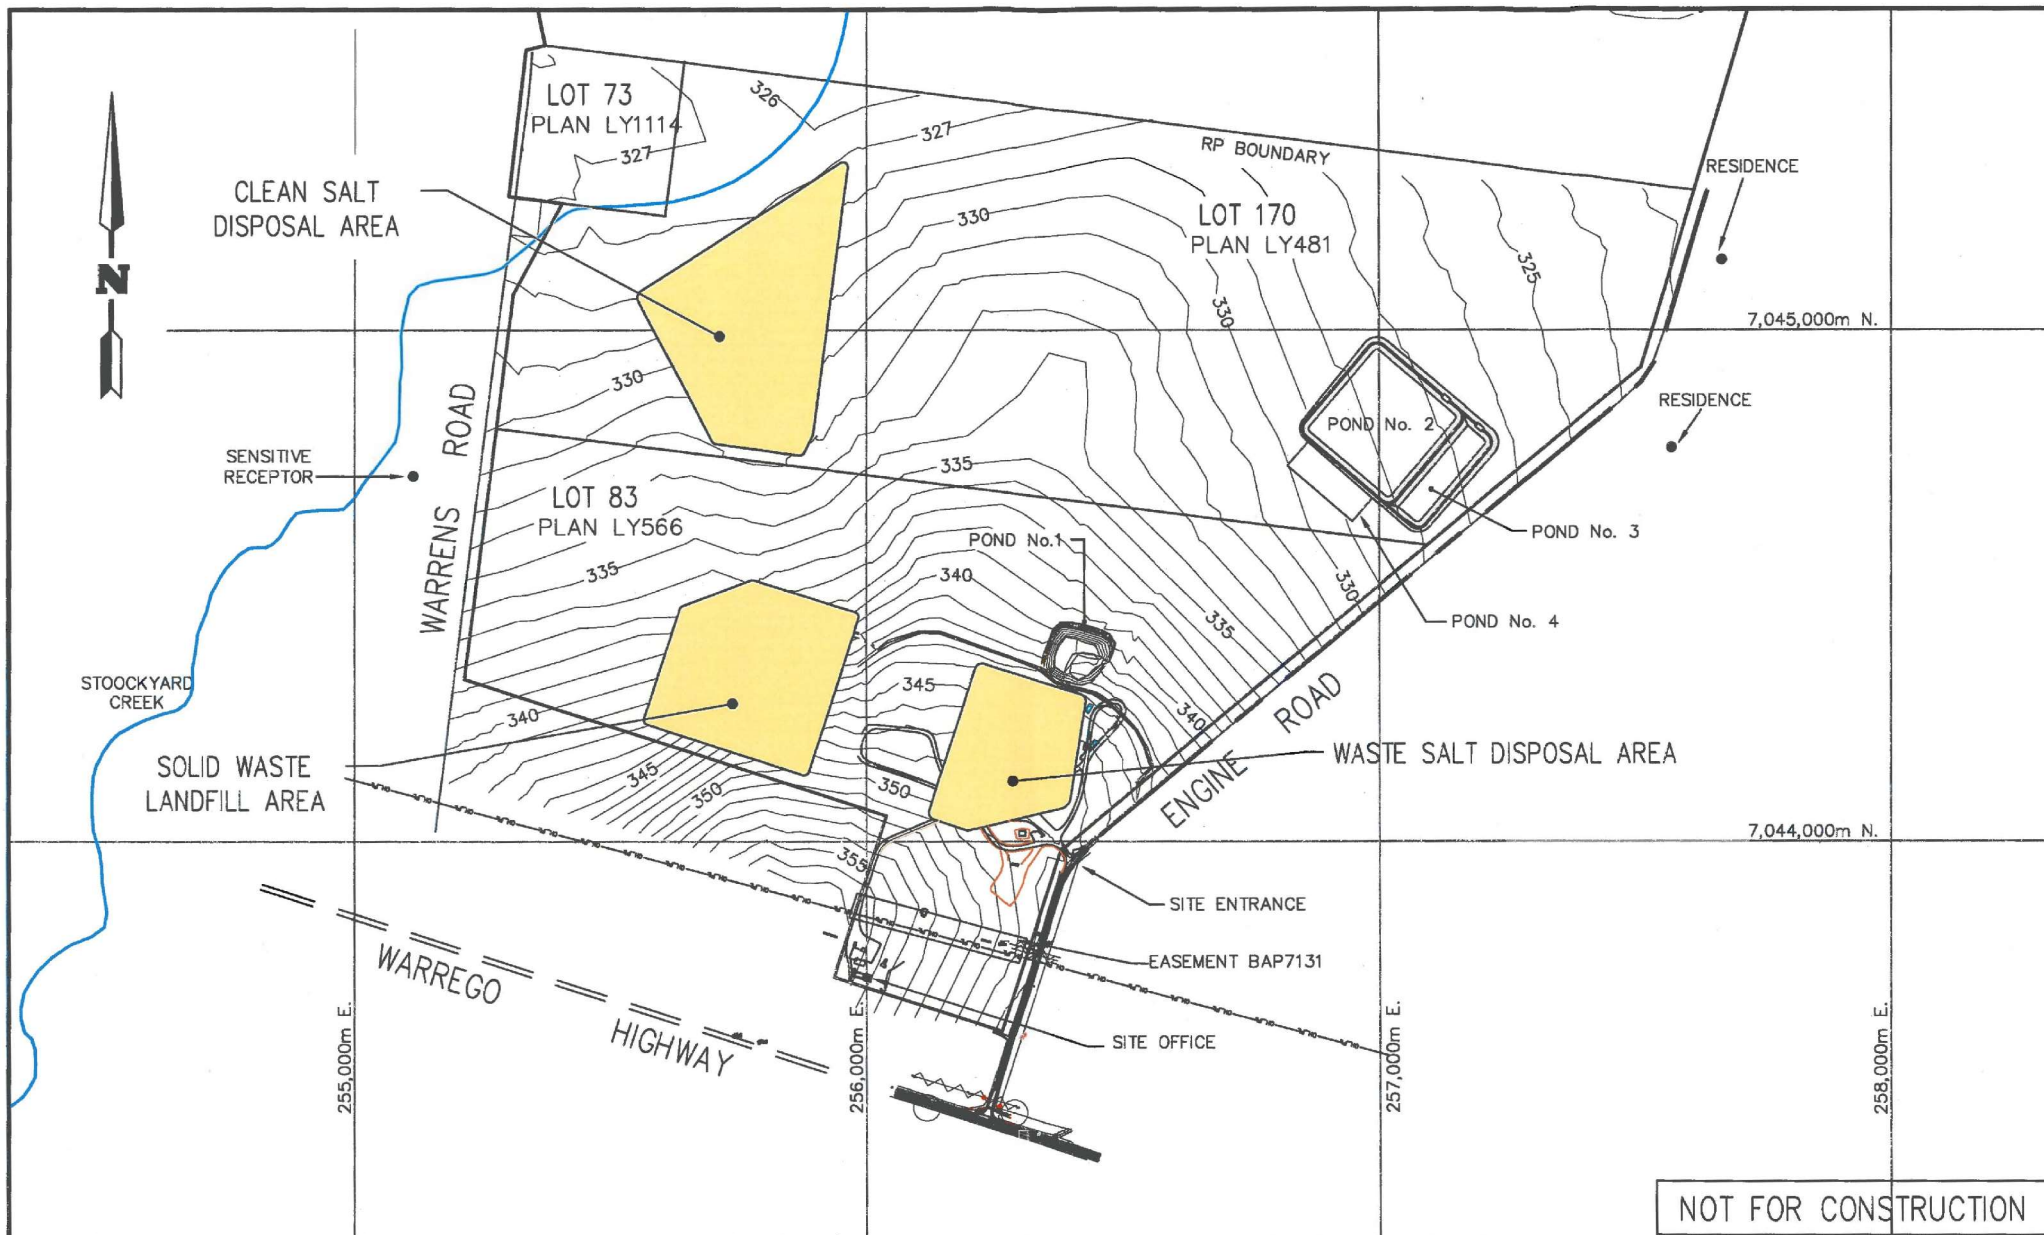 LOT 73
PLAN LY1114
326
327
327
RP BOUNDARY
RESIDENCE
CLEAN SALT
DISPOSAL AREA
N
330
LOT 170
PLAN LY481
325
330
7,045,000m N.
330
WARRENS ROAD
RESIDENCE
POND No. 2
SENSITIVE
RECEPTOR
335
LOT 83
PLAN LY566
POND No. 3
POND No.1
335
340
330
335
POND No. 4
STOOCKYARD
CREEK
345
340
340
ENGINE ROAD
WASTE SALT DISPOSAL AREA
SOLID WASTE
LANDFILL AREA
345
350
350
7,044,000m N.
355
SITE ENTRANCE
WARREGO HIGHWAY
EASEMENT BAP7131
SITE OFFICE
255,000m E.
256,000m E.
257,000m E.
258,000m E.
NOT FOR CONSTRUCTION